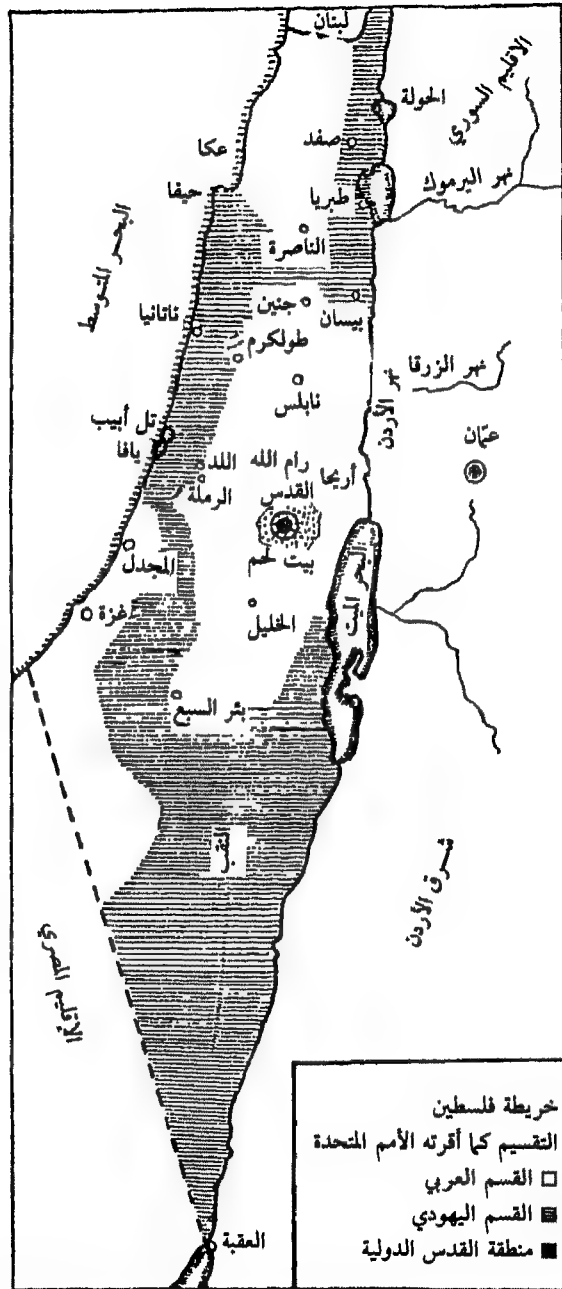 لبنان
الاقليم السوري
الحولة
صفد
عكا
نهر اليرموك
حيفا
طبريا
البحر المتوسط
الناصرة
جنين
بيسان
ناتانيا
طولكرم
نهر الزرقا
نابلس
نهر الأردن
تل أبيب
يافا
عمّان
اللد
رام الله
أريحا
الرملة
القدس
المجدل
بيت لحم
البحر الميت
غزة
الخليل
بئر السبع
النقب
شرق الأردن
الاقليم المصري
العقبة
خريطة فلسطين
التقسيم كما أقرته الأمم المتحدة
القسم العربي
القسم اليهودي
منطقة القدس الدولية